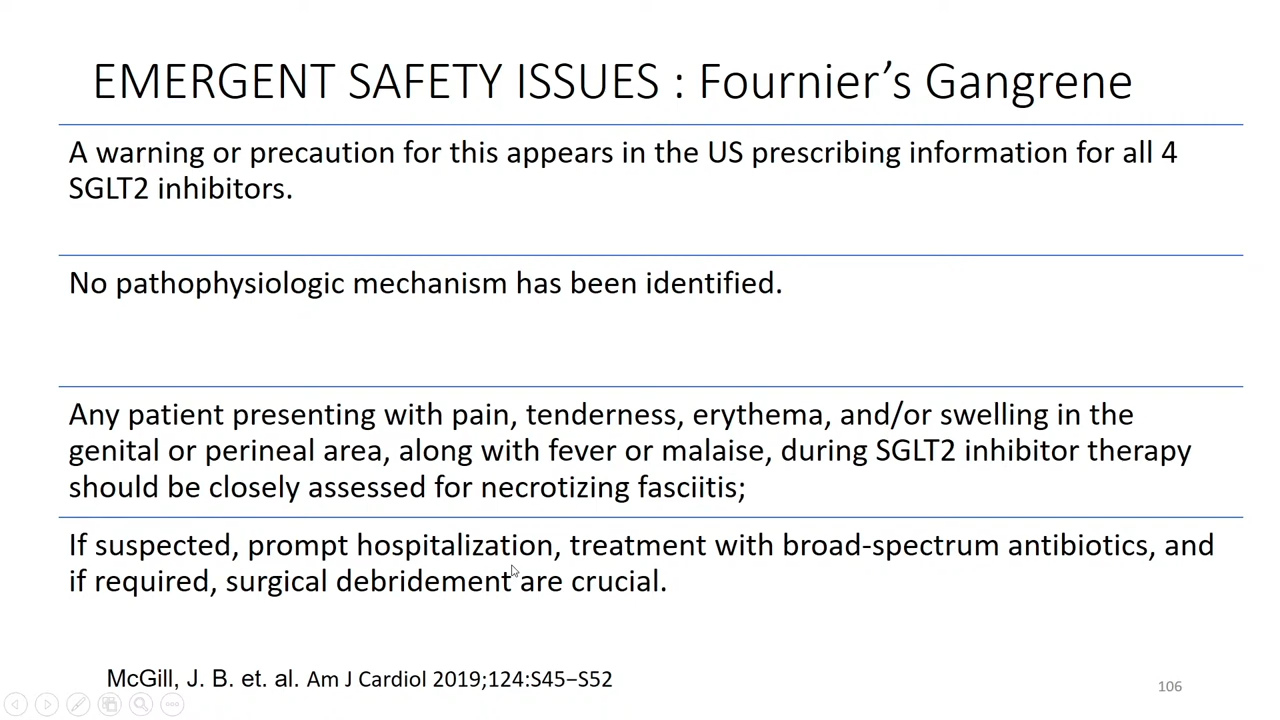 EMERGENT SAFETY ISSUES : Fournier’s Gangrene
A warning or precaution for this appears in the US prescribing information for all 4
SGLT2 inhibitors.
No pathophysiologic mechanism has been identified.
Any patient presenting with pain, tenderness, erythema, and/or swelling in the
genital or perineal area, along with fever or malaise, during SGLT2 inhibitor therapy
should be closely assessed for necrotizing fasciitis;
If suspected, prompt hospitalization, treatment with broad-spectrum antibiotics, and
if required, surgical debridement are crucial.
McGill, J. B. et. al. Am J Cardiol 2019;124:S45−S52
106